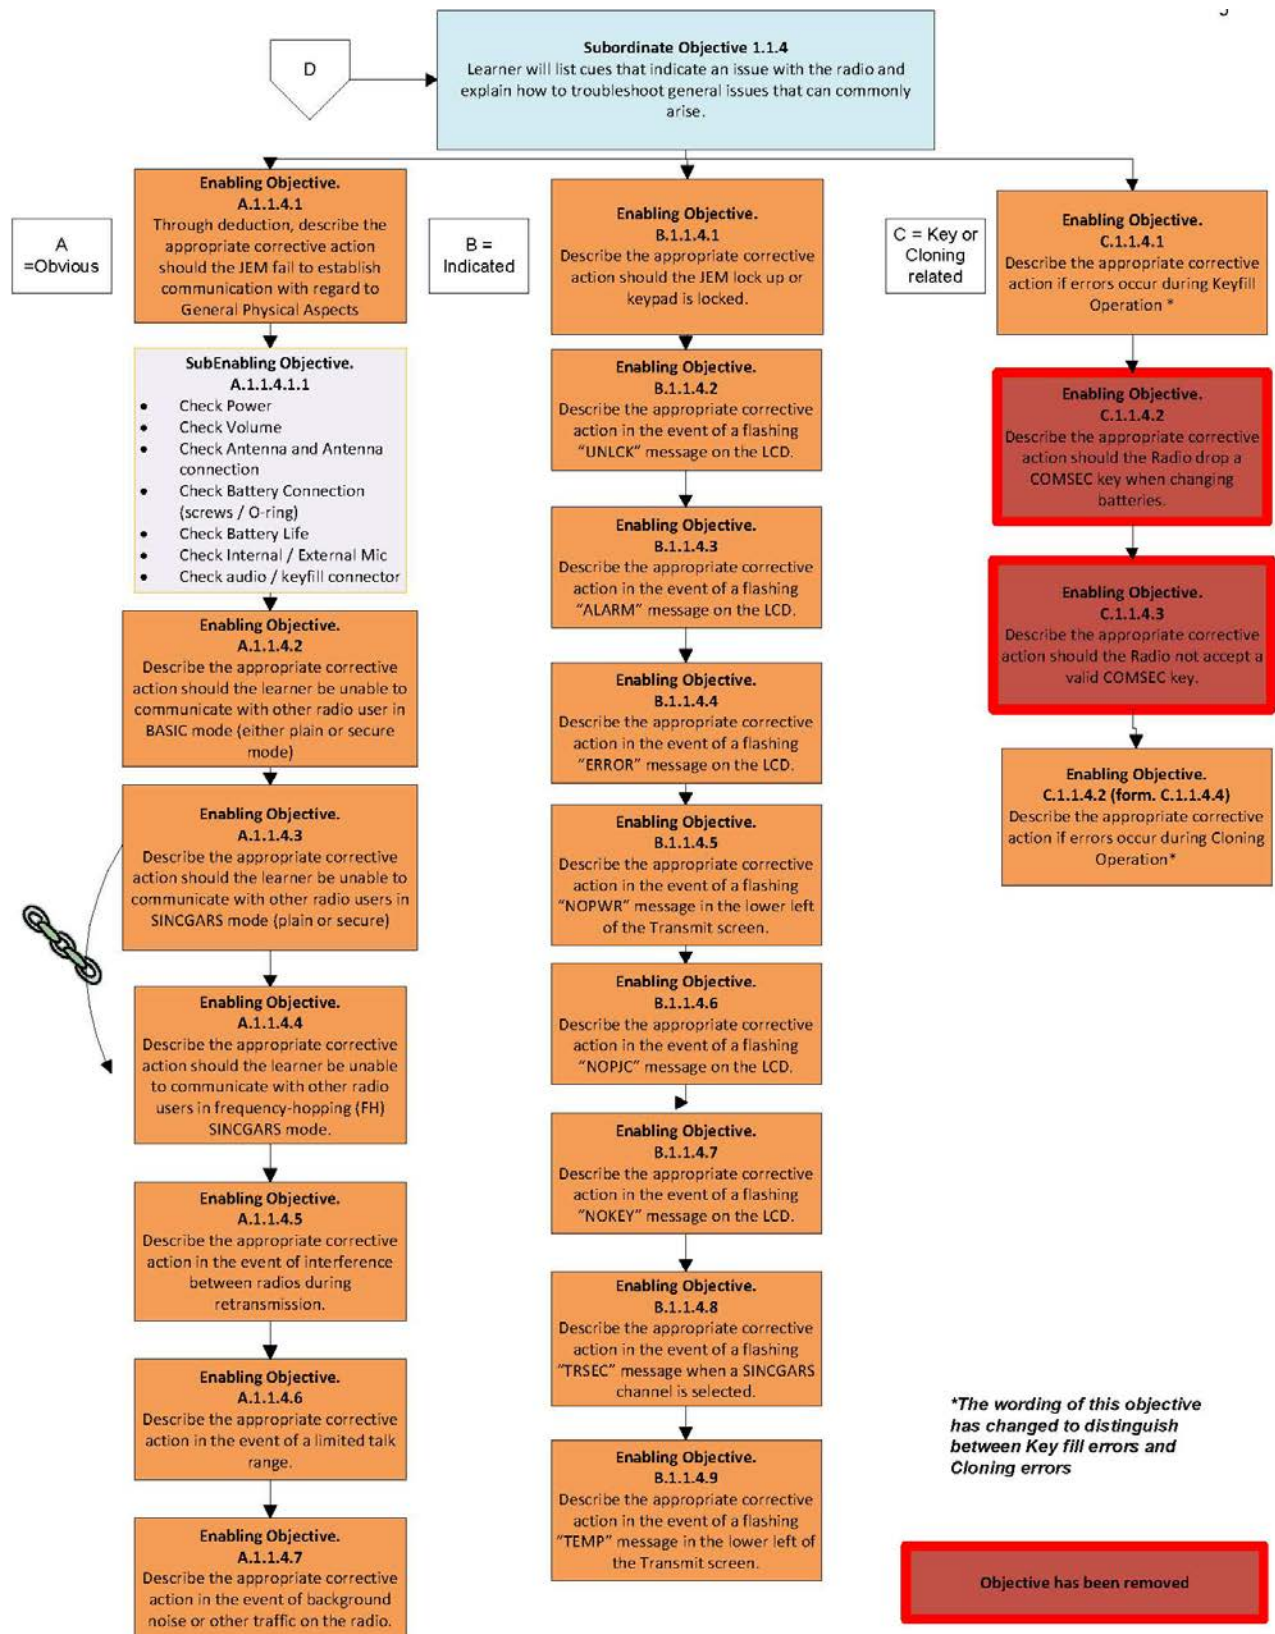 D
Subordinate Objective 1.1.4
Learner will list cues that indicate an issue with the radio and
explain how to troubleshoot general issues that can commonly
arise.
A
=Obvious
Enabling Objective.
A.1.1.4.1
Through deduction, describe the
appropriate corrective action
should the JEM fail to establish
communication with regard to
General Physical Aspects
SubEnabling Objective.
A.1.1.4.1.1
• Check Power
• Check Volume
• Check Antenna and Antenna
connection
• Check Battery Connection
(screws / O-ring)
• Check Battery Life
• Check Internal / External Mic
• Check audio / keyfill connector
Enabling Objective.
A.1.1.4.2
Describe the appropriate corrective
action should the learner be unable to
communicate with other radio user in
BASIC mode (either plain or secure
mode)
Enabling Objective.
A.1.1.4.3
Describe the appropriate corrective
action should the learner be unable to
communicate with other radio users in
SINCGARS mode (plain or secure)
Enabling Objective.
A.1.1.4.4
Describe the appropriate corrective
action should the learner be unable
to communicate with other radio
users in frequency-hopping (FH)
SINCGARS mode.
Enabling Objective.
A.1.1.4.5
Describe the appropriate corrective
action in the event of interference
between radios during
retransmission.
Enabling Objective.
A.1.1.4.6
Describe the appropriate corrective
action in the event of a limited talk
range.
Enabling Objective.
A.1.1.4.7
Describe the appropriate corrective
action in the event of background
noise or other traffic on the radio.
B =
Indicated
Enabling Objective.
B.1.1.4.1
Describe the appropriate corrective
action should the JEM lock up or
keypad is locked.
Enabling Objective.
B.1.1.4.2
Describe the appropriate corrective
action in the event of a flashing
“UNLCK” message on the LCD.
Enabling Objective.
B.1.1.4.3
Describe the appropriate corrective
action in the event of a flashing
“ALARM” message on the LCD.
Enabling Objective.
B.1.1.4.4
Describe the appropriate corrective
action in the event of a flashing
“ERROR” message on the LCD.
Enabling Objective.
B.1.1.4.5
Describe the appropriate corrective
action in the event of a flashing
“NOPWR” message in the lower left
of the Transmit screen.
Enabling Objective.
B.1.1.4.6
Describe the appropriate corrective
action in the event of a flashing
“NOPJC” message on the LCD.
Enabling Objective.
B.1.1.4.7
Describe the appropriate corrective
action in the event of a flashing
“NOKEY” message on the LCD.
Enabling Objective.
B.1.1.4.8
Describe the appropriate corrective
action in the event of a flashing
“TRSEC” message when a SINCGARS
channel is selected.
Enabling Objective.
B.1.1.4.9
Describe the appropriate corrective
action in the event of a flashing
“TEMP” message in the lower left of
the Transmit screen.
C = Key or
Cloning
related
Enabling Objective.
C.1.1.4.1
Describe the appropriate corrective
action if errors occur during Keyfill
Operation *
Enabling Objective.
C.1.1.4.2
Describe the appropriate corrective
action should the Radio drop a
COMSEC key when changing
batteries.
Enabling Objective.
C.1.1.4.3
Describe the appropriate corrective
action should the Radio not accept a
valid COMSEC key.
Enabling Objective.
C.1.1.4.2 (form. C.1.1.4.4)
Describe the appropriate corrective
action if errors occur during Cloning
Operation*
*The wording of this objective
has changed to distinguish
between Key fill errors and
Cloning errors
Objective has been removed